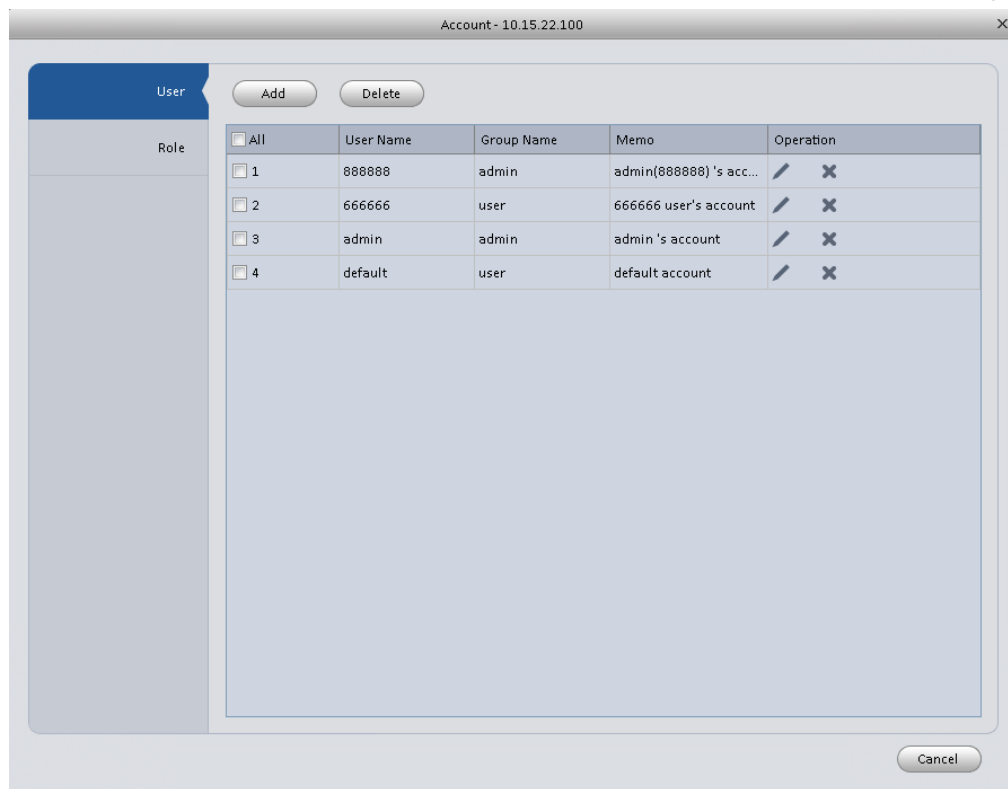 Account - 10.15.22.100
User
Role
Add Delete
All User Name Group Name Memo Operation
1 888888 admin admin(888888) 's acc...
2 666666 user 666666 user's account
3 admin admin admin 's account
4 default user default account
Cancel